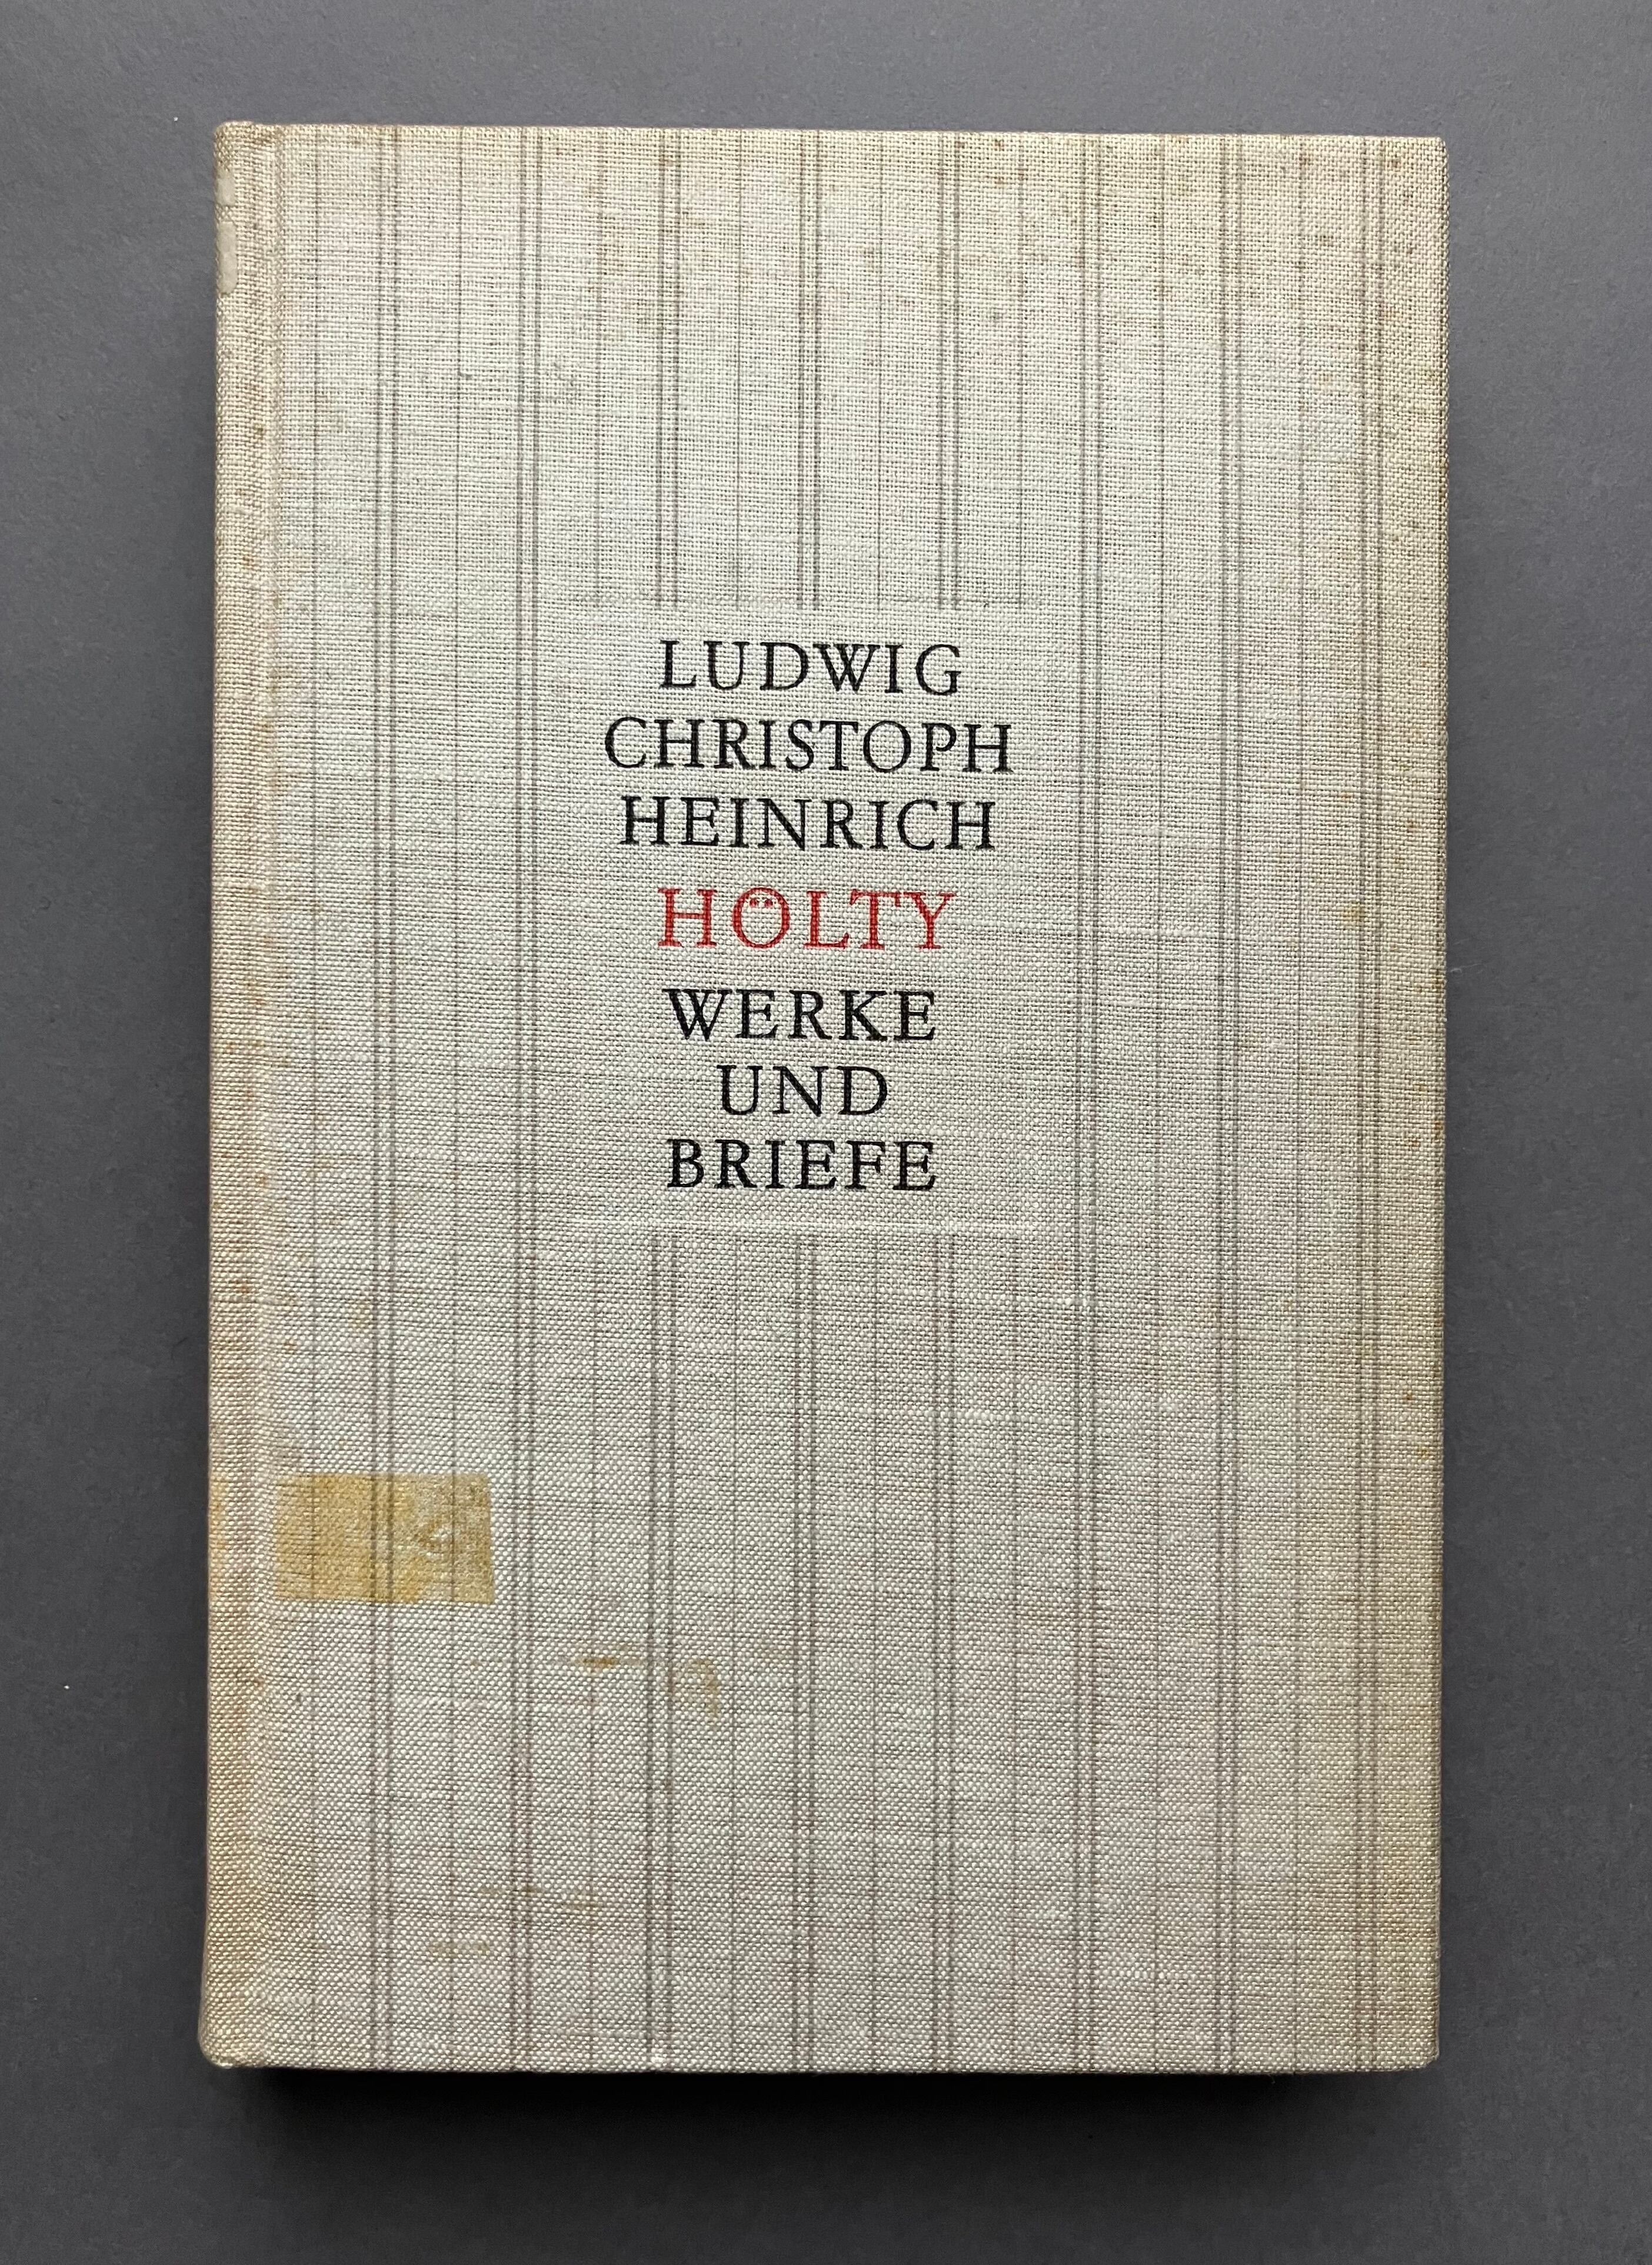 LUDWIG
CHRISTOPH
HEINRICH
HÖLTY
WERKE
UND
BRIEFE